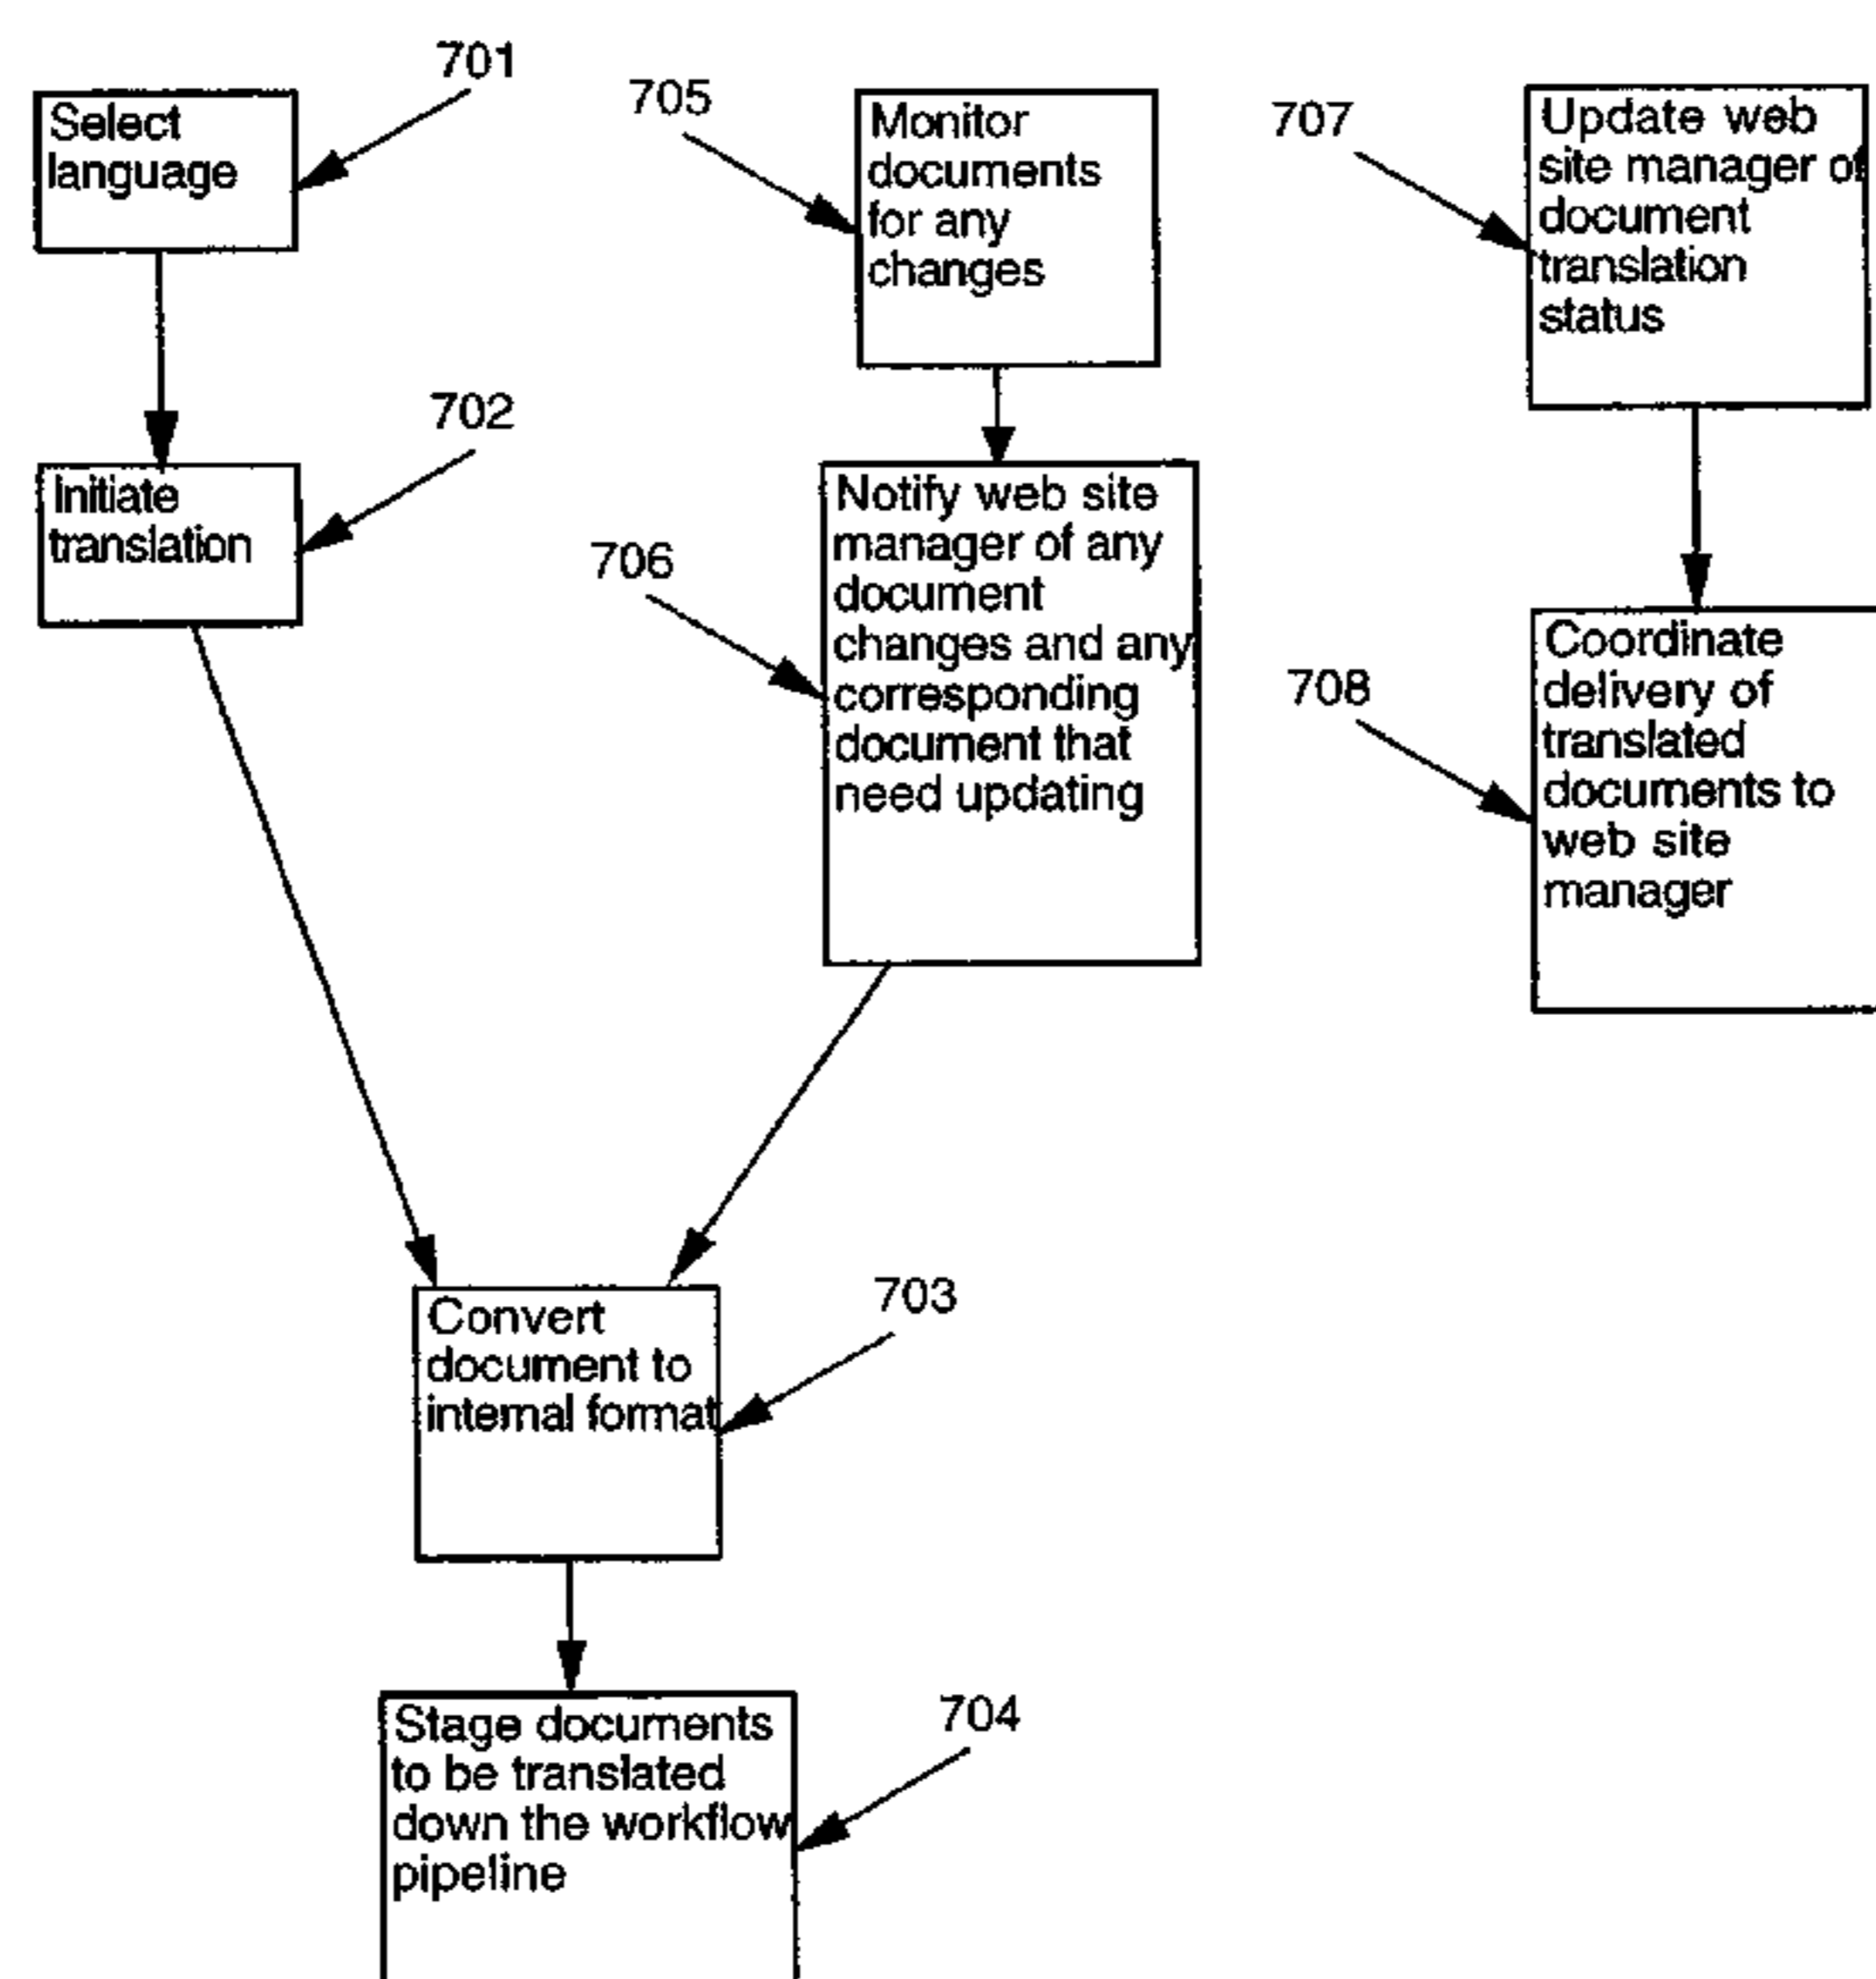 701
Select
language
702
Initiate
translation
705
Monitor
documents
for any
changes
706
Notify web site
manager of any
document
changes and any
corresponding
document that
need updating
707
Update web
site manager of
document
translation
status
708
Coordinate
delivery of
translated
documents to
web site
manager
703
Convert
document to
internal format
704
Stage documents
to be translated
down the workflow
pipeline